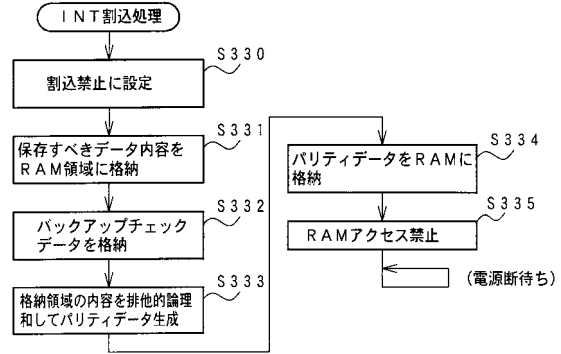 INT割込処理
S330
割込禁止に設定
S331
保存すべきデータ内容を
RAM領域に格納
S332
バックアップチェック
データを格納
S333
格納領域の内容を排他的論理
和してパリティデータ生成
S334
パリティデータをRAMに
格納
S335
RAMアクセス禁止
(電源断待ち)